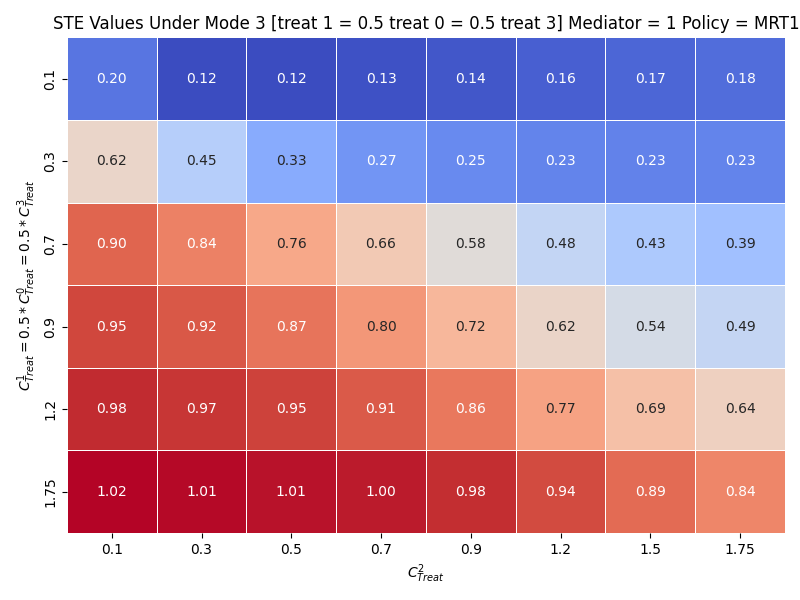 STE Values Under Mode 3 [treat 1 = 0.5 treat 0 = 0.5 treat 3] Mediator = 1 Policy = MRT1
0.1 0.20 0.12 0.12 0.13 0.14 0.16 0.17 0.18
0.3 0.62 0.45 0.33 0.27 0.25 0.23 0.23 0.23
0.7 0.90 0.84 0.76 0.66 0.58 0.48 0.43 0.39
0.9 0.95 0.92 0.87 0.80 0.72 0.62 0.54 0.49
1.2 0.98 0.97 0.95 0.91 0.86 0.77 0.69 0.64
1.75 1.02 1.01 1.01 1.00 0.98 0.94 0.89 0.84
0.1 0.3 0.5 0.7 0.9 1.2 1.5 1.75
$C^2_{Treat}$
$C^1_{Treat} = 0.5 * C^0_{Treat} = 0.5 * C^3_{Treat}$